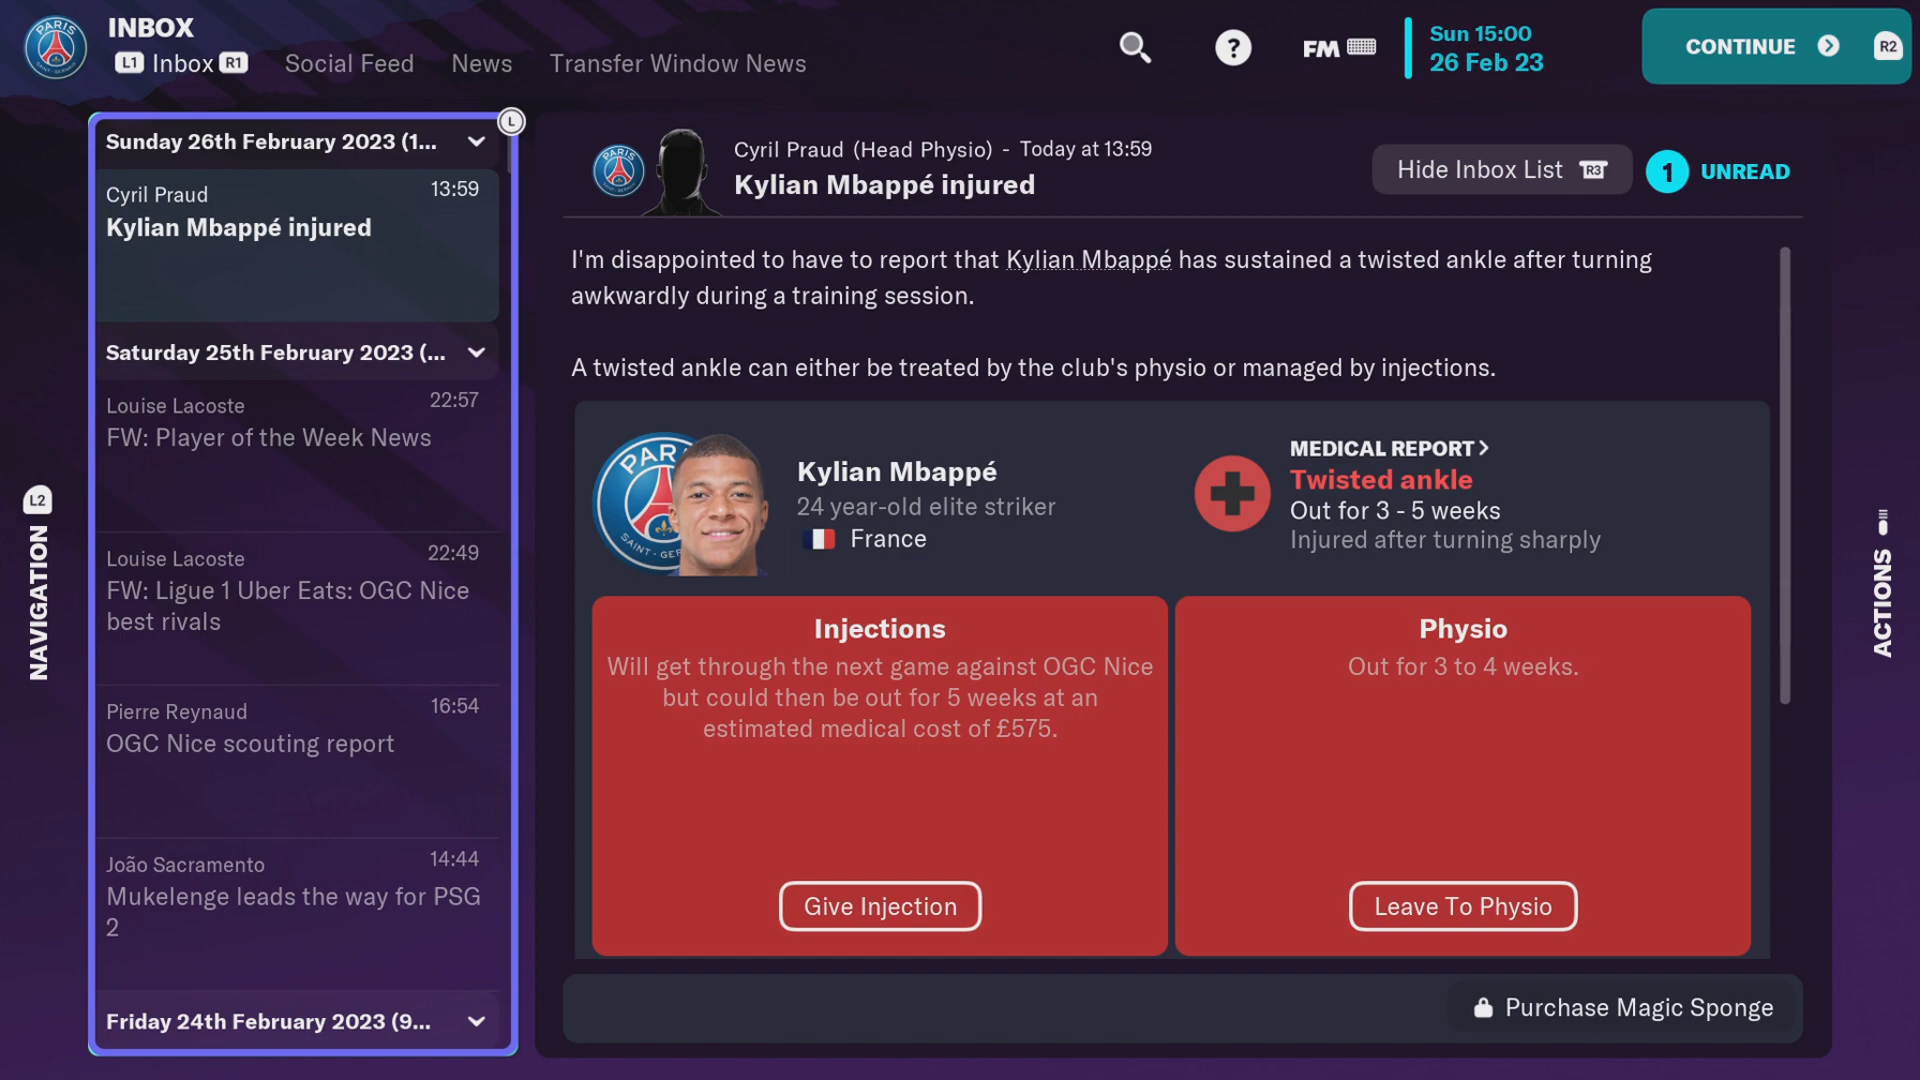 INBOX
L1 Inbox R1 Social Feed News Transfer Window News
FM
Sun 15:00
26 Feb 23
CONTINUE R2
L
Sunday 26th February 2023 (1...
Cyril Praud 13:59
Kylian Mbappé injured
Saturday 25th February 2023 (...
Louise Lacoste 22:57
FW: Player of the Week News
Louise Lacoste 22:49
FW: Ligue 1 Uber Eats: OGC Nice
best rivals
Pierre Reynaud 16:54
OGC Nice scouting report
João Sacramento 14:44
Mukelenge leads the way for PSG
2
Friday 24th February 2023 (9...
L2
NAVIGATION
PARIS
Cyril Praud (Head Physio) - Today at 13:59
Kylian Mbappé injured
Hide Inbox List R3
1 UNREAD
I'm disappointed to have to report that Kylian Mbappé has sustained a twisted ankle after turning
awkwardly during a training session.
A twisted ankle can either be treated by the club's physio or managed by injections.
PARI
SAINT-GER
Kylian Mbappé
24 year-old elite striker
France
MEDICAL REPORT
Twisted ankle
Out for 3 - 5 weeks
Injured after turning sharply
Injections
Will get through the next game against OGC Nice
but could then be out for 5 weeks at an
estimated medical cost of £575.
Give Injection
Physio
Out for 3 to 4 weeks.
Leave To Physio
Purchase Magic Sponge
ACTIONS